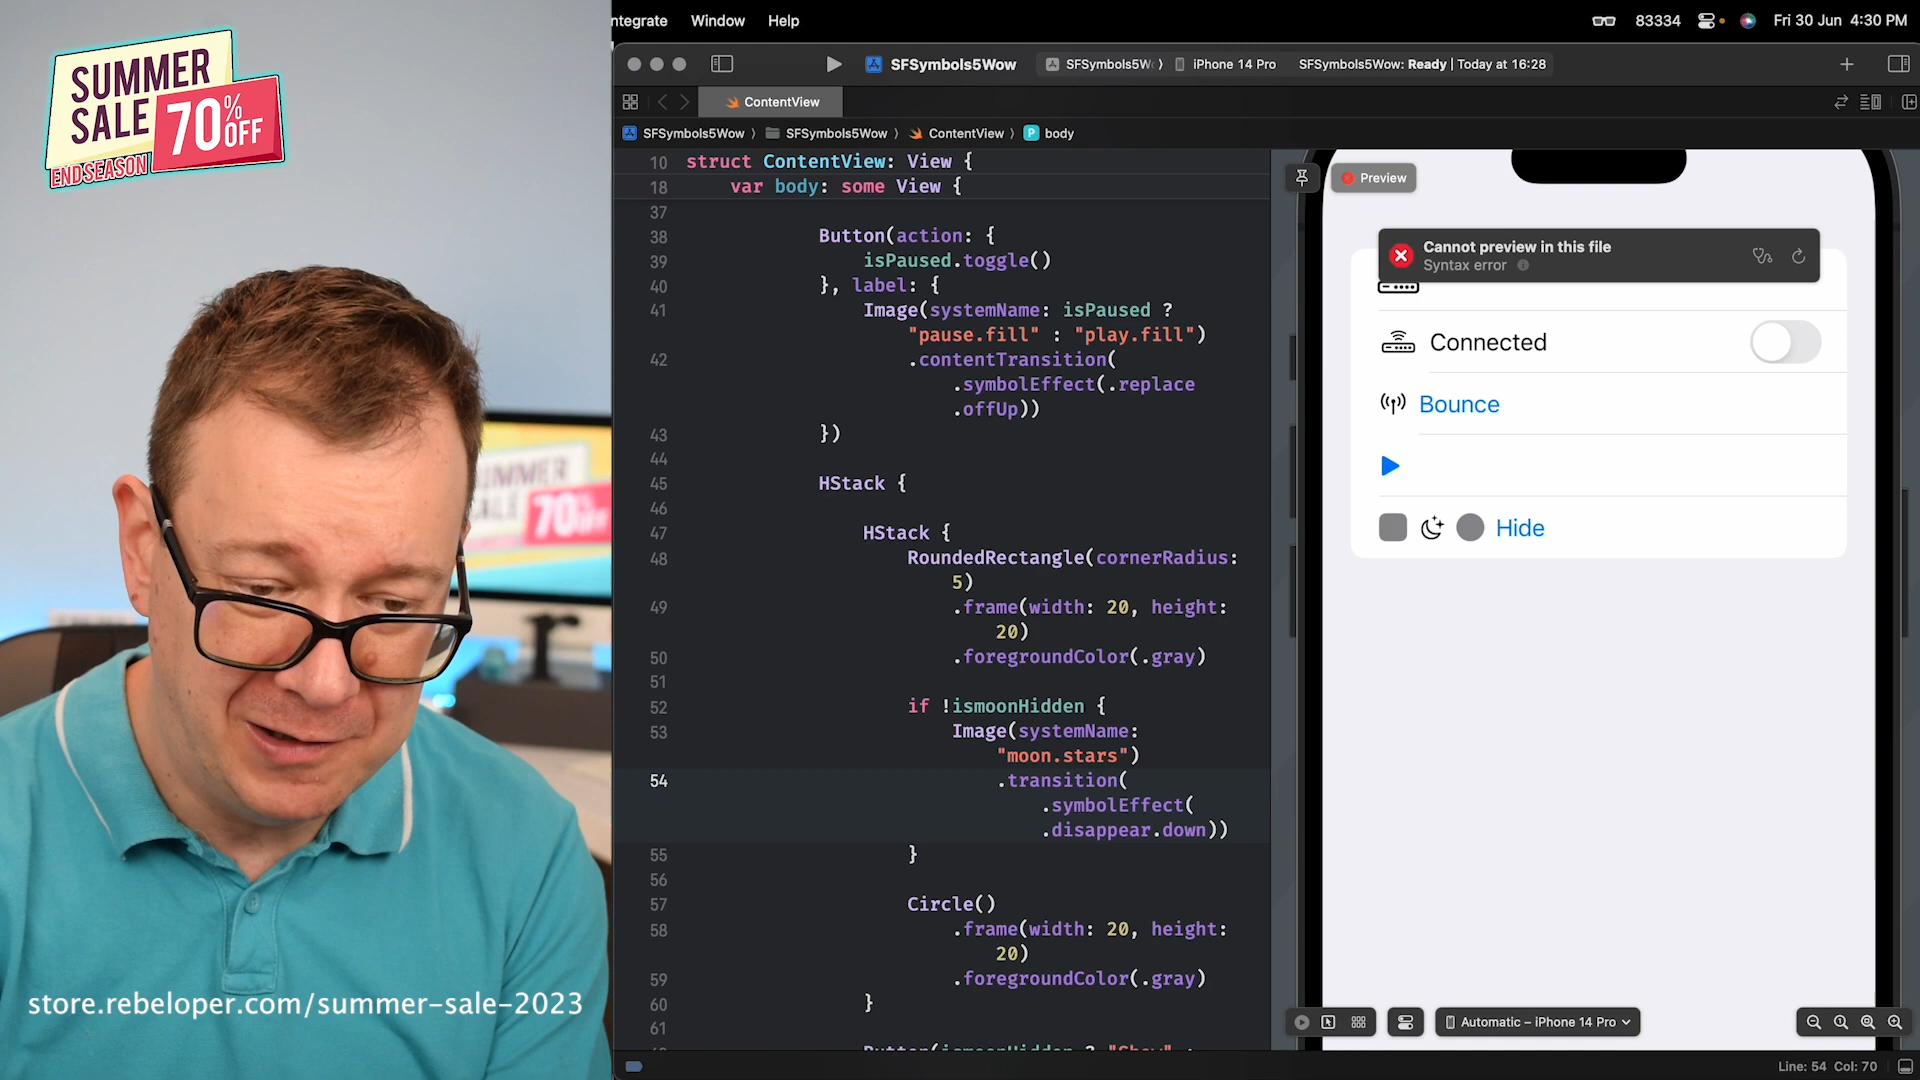 SUMMER
SALE 70% OFF
END SEASON
store.rebeloper.com/summer-sale-2023
ntegrate Window Help
83334 Fri 30 Jun 4:30 PM
SFSymbols5Wow SFSymbols5W iPhone 14 Pro SFSymbols5Wow: Ready | Today at 16:28
ContentView
SFSymbols5Wow SFSymbols5Wow ContentView P body
10 struct ContentView: View {
18 var body: some View {
37
38 Button(action: {
39 isPaused.toggle()
40 }, label: {
41 Image(systemName: isPaused ?
"pause.fill" : "play.fill")
42 .contentTransition(
.symbolEffect(.replace
.offUp))
43 })
44
45 HStack {
46
47 HStack {
48 RoundedRectangle(cornerRadius:
5)
49 .frame(width: 20, height:
20)
50 .foregroundColor(.gray)
51
52 if !ismoonHidden {
53 Image(systemName:
"moon.stars")
54 .transition(
.symbolEffect(
.disappear.down))
55 }
56
57 Circle()
58 .frame(width: 20, height:
20)
59 .foregroundColor(.gray)
60 }
61
Button(ismoonHidden ? "Show" :
Preview
Cannot preview in this file
Syntax error
Connected
Bounce
Hide
Automatic – iPhone 14 Pro
Line: 54 Col: 70